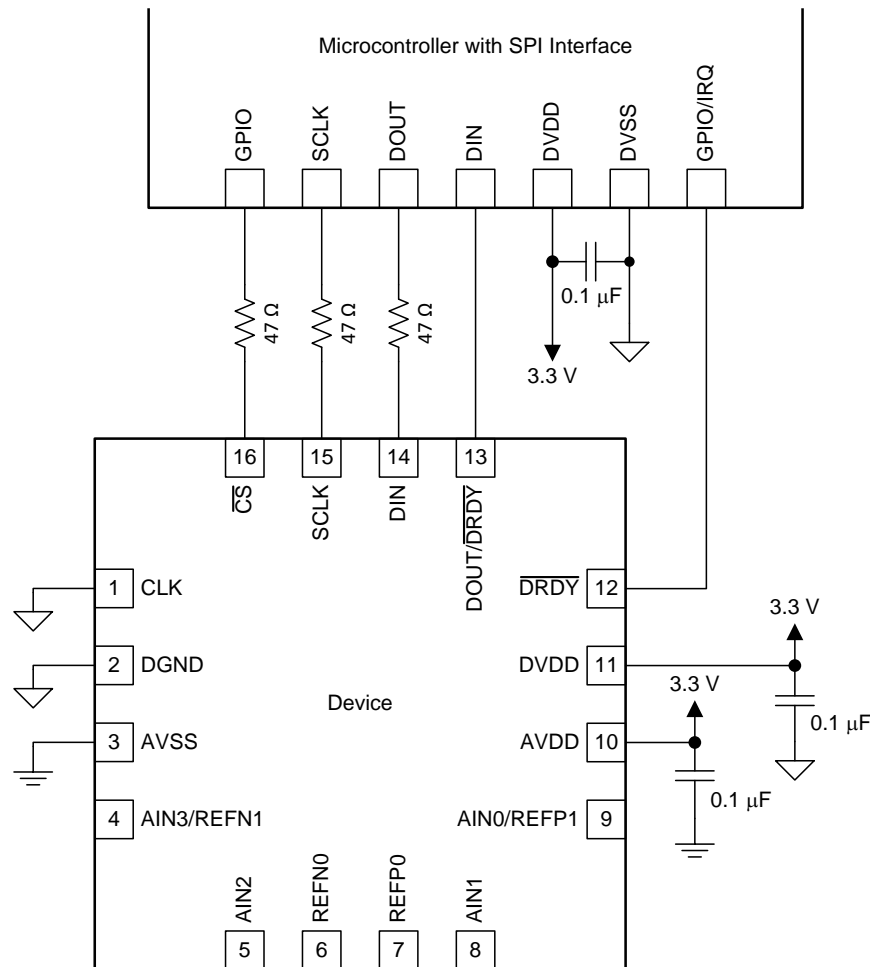 Microcontroller with SPI Interface
GPIO
SCLK
DOUT
DIN
DVDD
DVSS
GPIO/IRQ
47 Ω
47 Ω
47 Ω
0.1 μF
3.3 V
16
15
14
13
CS
SCLK
DIN
DOUT/DRDY
1 CLK
DRDY 12
3.3 V
2 DGND
DVDD 11
Device
3.3 V
0.1 μF
3 AVSS
AVDD 10
0.1 μF
4 AIN3/REFN1
AIN0/REFP1 9
AIN2
REFN0
REFP0
AIN1
5
6
7
8